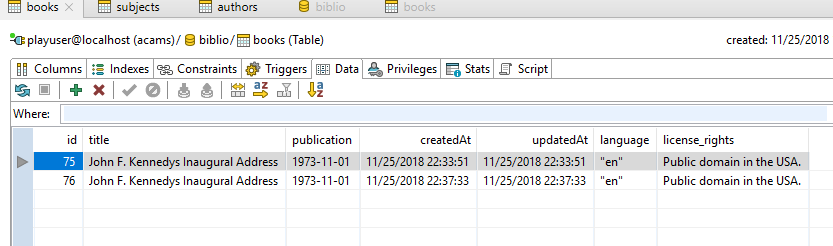 books subjects authors biblio books
playuser@localhost (acams)/ biblio/ books (Table) created: 11/25/2018
Columns Indexes Constraints Triggers Data Privileges Stats Script
Where:
id title publication createdAt updatedAt language license_rights
75 John F. Kennedys Inaugural Address 1973-11-01 11/25/2018 22:33:51 11/25/2018 22:33:51 "en" Public domain in the USA.
76 John F. Kennedys Inaugural Address 1973-11-01 11/25/2018 22:37:33 11/25/2018 22:37:33 "en" Public domain in the USA.